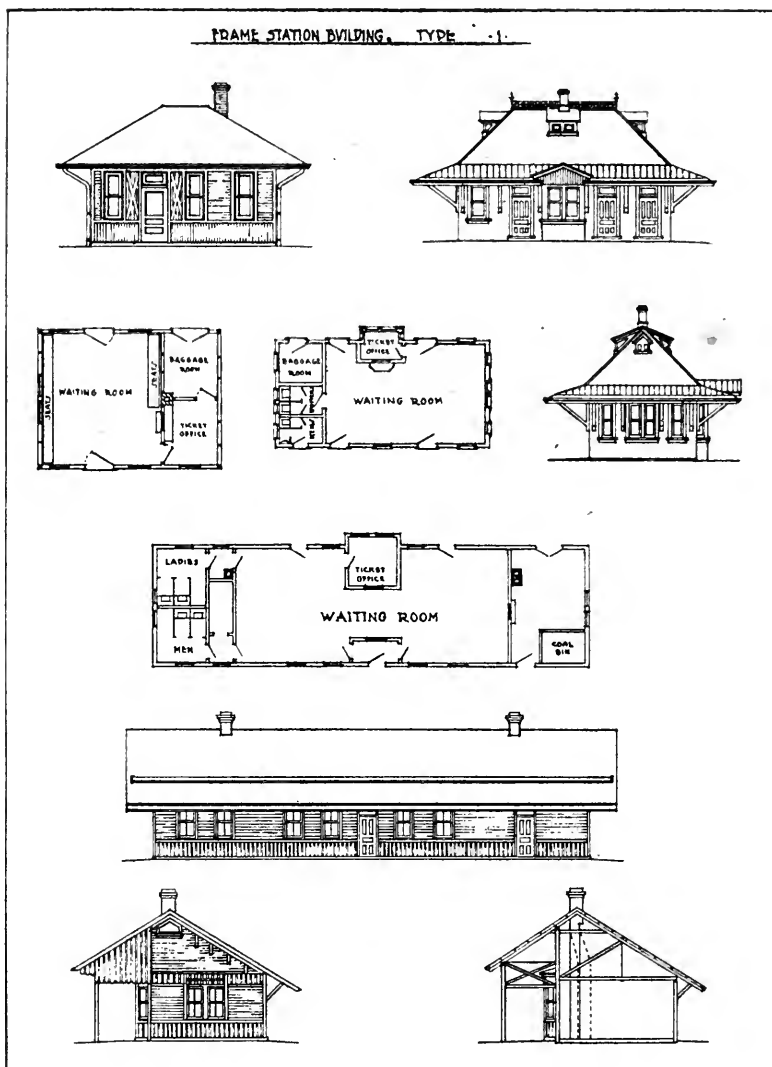 FRAME STATION BUILDING. TYPE -1-
BAGGAGE
ROOM
WAITING ROOM
SEATS
SEATS
TICKET
OFFICE
TICKET
OFFICE
BAGGAGE
ROOM
WAITING ROOM
LADIES
TICKET
OFFICE
WAITING ROOM
MEN
COAL
BIN